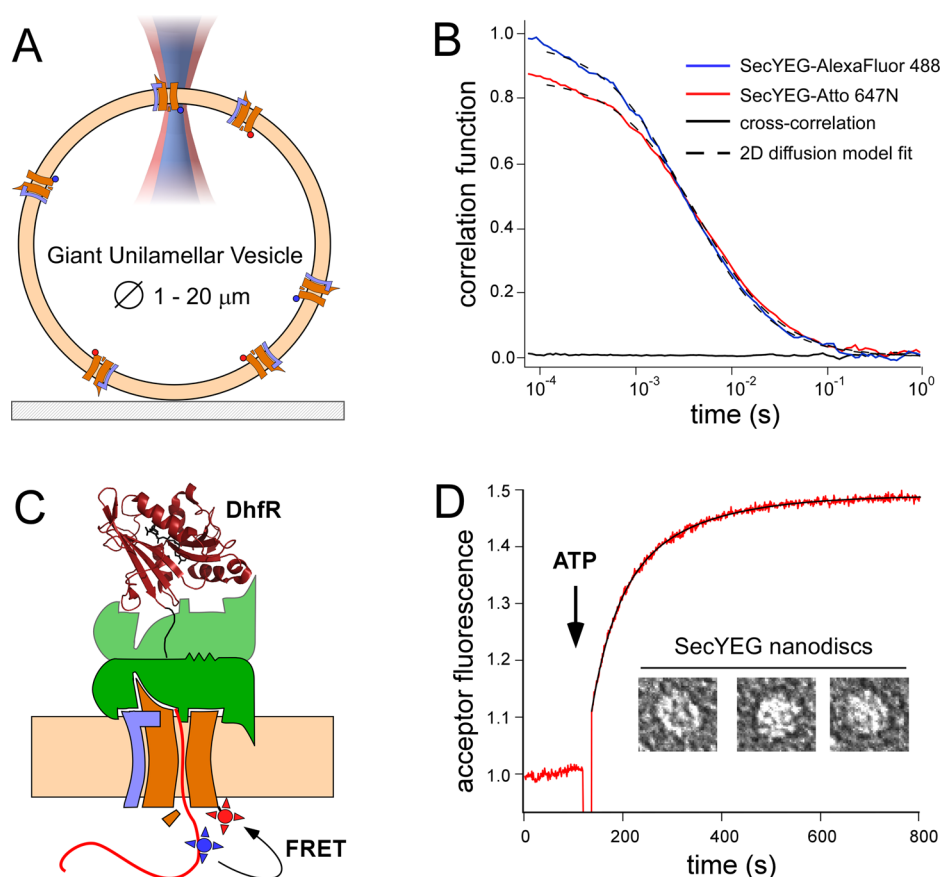 A
Giant Unilamellar Vesicle
∅ 1 - 20 μm
B
correlation function
1.0
0.8
0.6
0.4
0.2
0.0
SecYEG-AlexaFluor 488
SecYEG-Atto 647N
cross-correlation
2D diffusion model fit
10⁻⁴ 10⁻³ 10⁻² 10⁻¹ 10⁰
time (s)
C
DhfR
FRET
D
acceptor fluorescence
1.5
1.4
1.3
1.2
1.1
1.0
ATP
SecYEG nanodiscs
0 200 400 600 800
time (s)